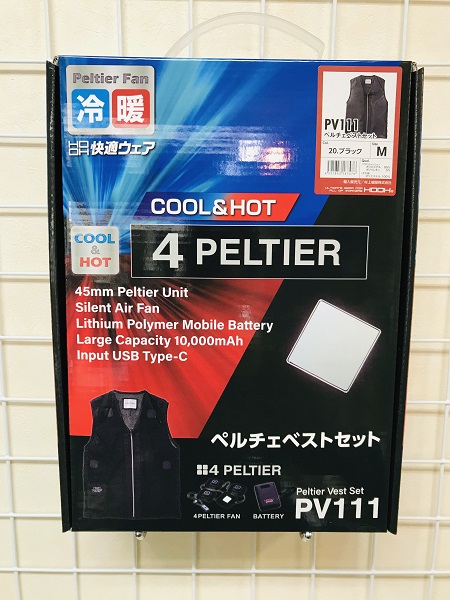 Peltier Fan
冷 暖
快適ウェア
PV111
ペルチェベストセット
20.ブラック
M
HOOH
COOL&HOT
COOL
&
HOT
4 PELTIER
45mm Peltier Unit
Silent Air Fan
Lithium Polymer Mobile Battery
Large Capacity 10,000mAh
Input USB Type-C
ペルチェベストセット
4 PELTIER
4PELTIER FAN
BATTERY
Peltier Vest Set
PV111